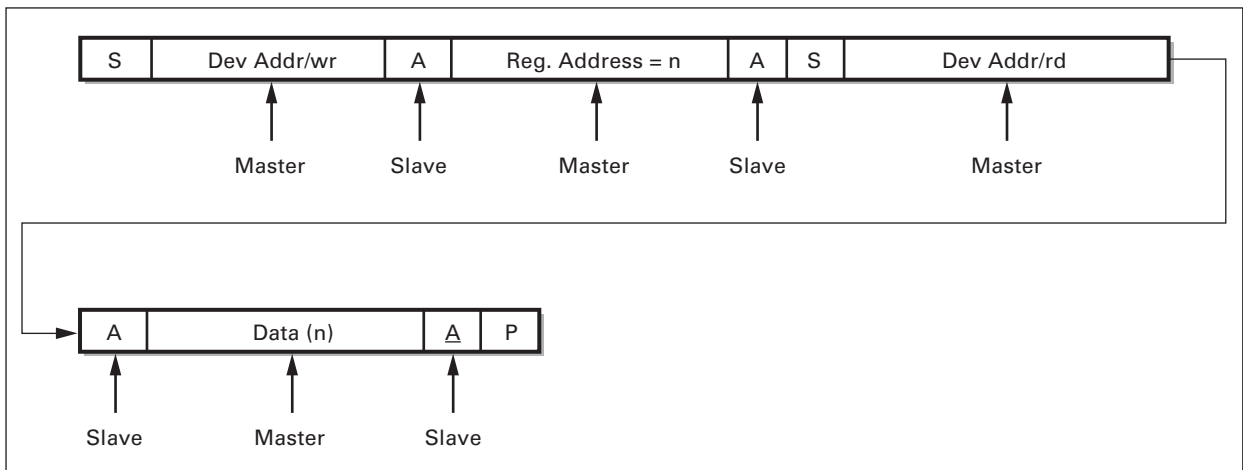 S Dev Addr/wr A Reg. Address = n A S Dev Addr/rd
Master Slave Master Slave Master
A Data (n) A P
Slave Master Slave